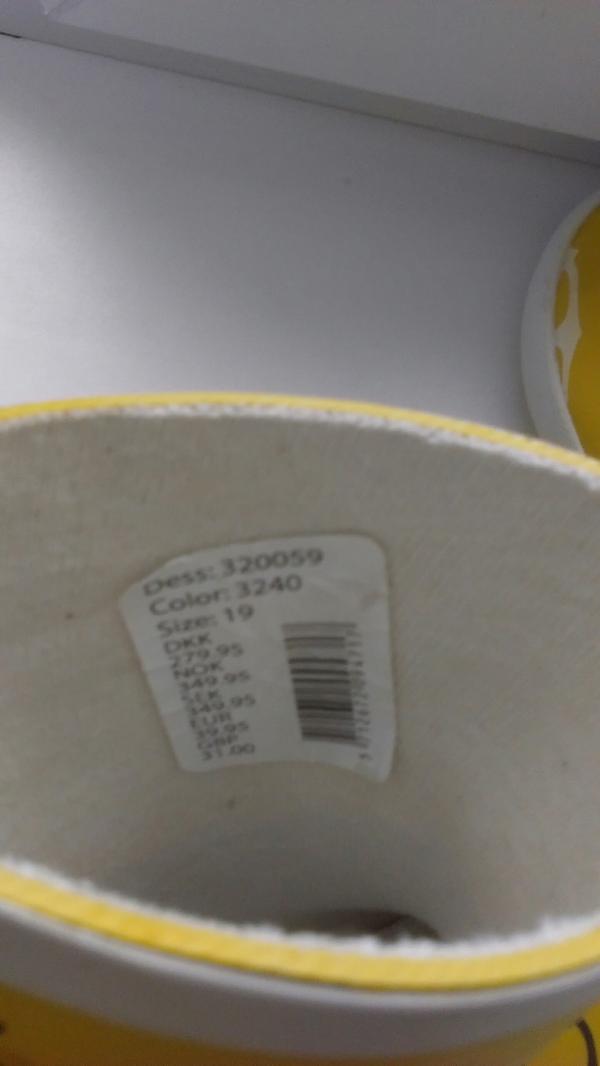 Dess: 320059
Color: 3240
Size: 19
DKK
279.95
NOK
349.95
SEK
349.95
EUR
39.95
GBP
31.00